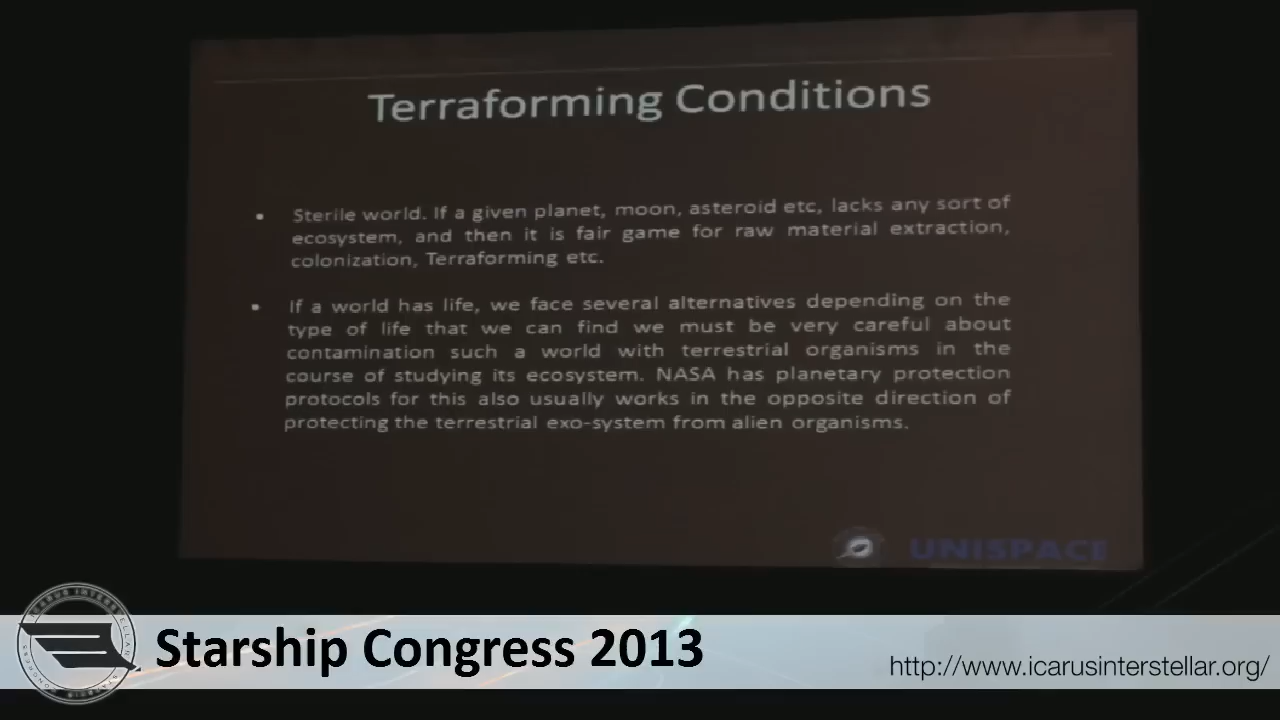 Terraforming Conditions
• Sterile world. If a given planet, moon, asteroid etc, lacks any sort of
ecosystem, and then it is fair game for raw material extraction,
colonization, Terraforming etc.
• If a world has life, we face several alternatives depending on the
type of life that we can find we must be very careful about
contamination such a world with terrestrial organisms in the
course of studying its ecosystem. NASA has planetary protection
protocols for this also usually works in the opposite direction of
protecting the terrestrial exo-system from alien organisms.
UNISPACE
ICARUS INTERSTELLAR
STARSHIP CONGRESS
Starship Congress 2013
http://www.icarusinterstellar.org/